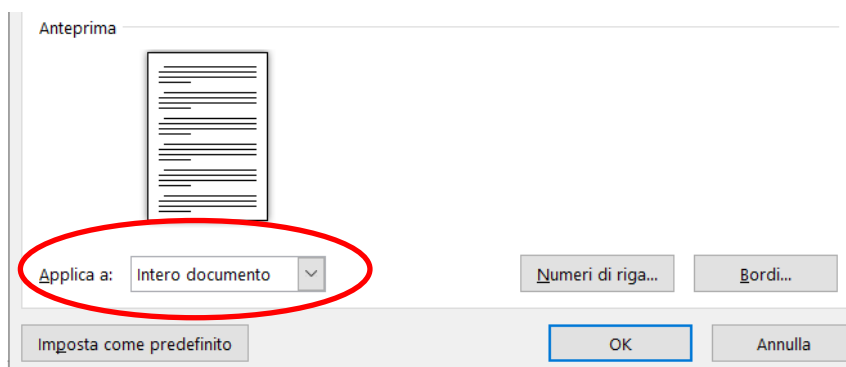 Anteprima
Applica a: Intero documento
Numeri di riga... Bordi...
Imposta come predefinito OK Annulla